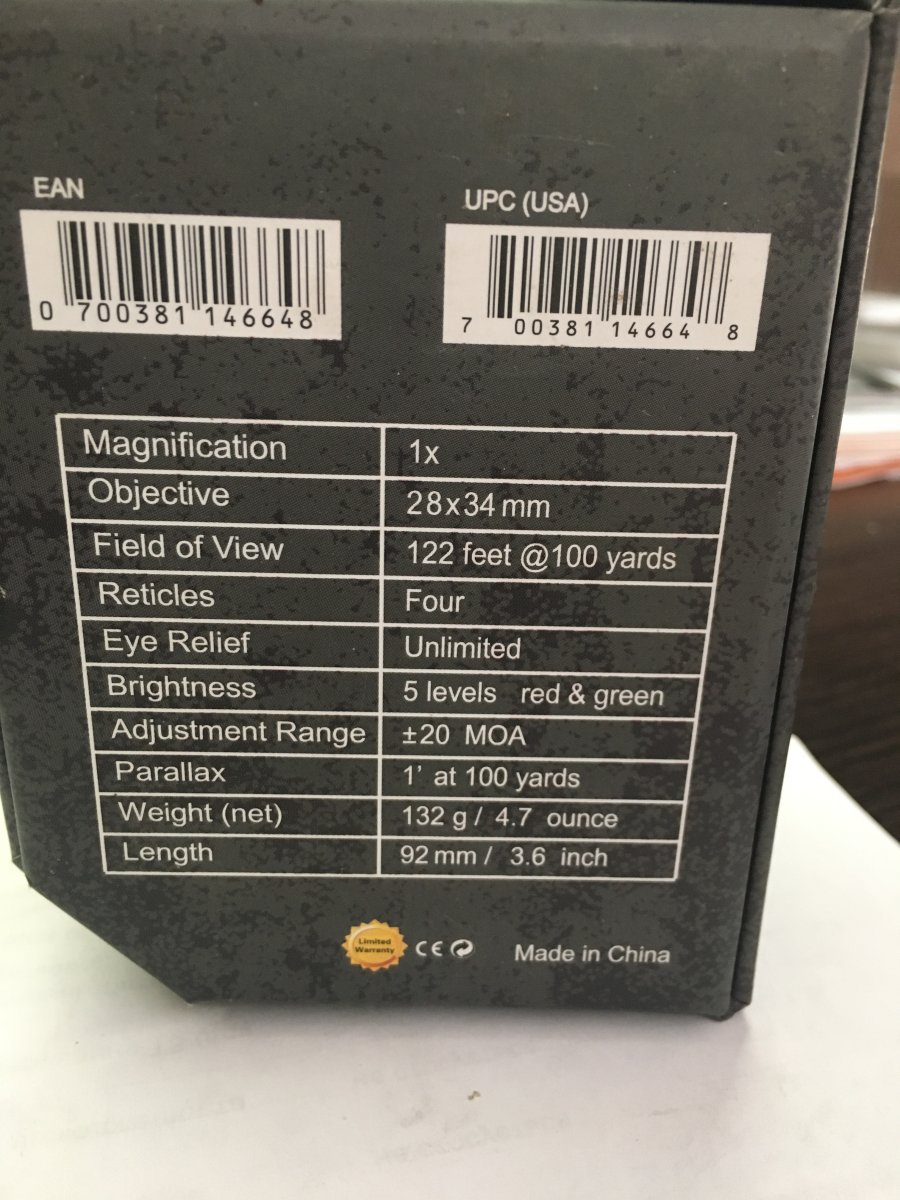 EAN
UPC (USA)
0 700381 146648
7 00381 14664 8
Magnification 1x
Objective 28x34 mm
Field of View 122 feet @100 yards
Reticles Four
Eye Relief Unlimited
Brightness 5 levels red & green
Adjustment Range ±20 MOA
Parallax 1' at 100 yards
Weight (net) 132 g / 4.7 ounce
Length 92 mm / 3.6 inch
Limited
Warrenty
CE
Made in China